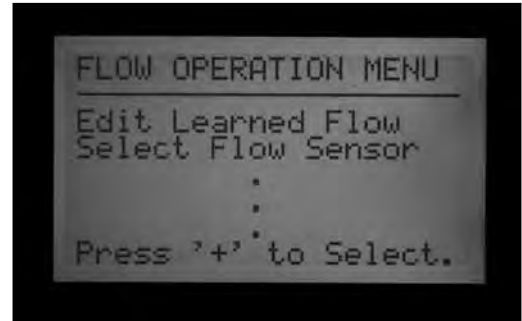 FLOW OPERATION MENU
Edit Learned Flow
Select Flow Sensor
.
.
.
Press '+' to Select.